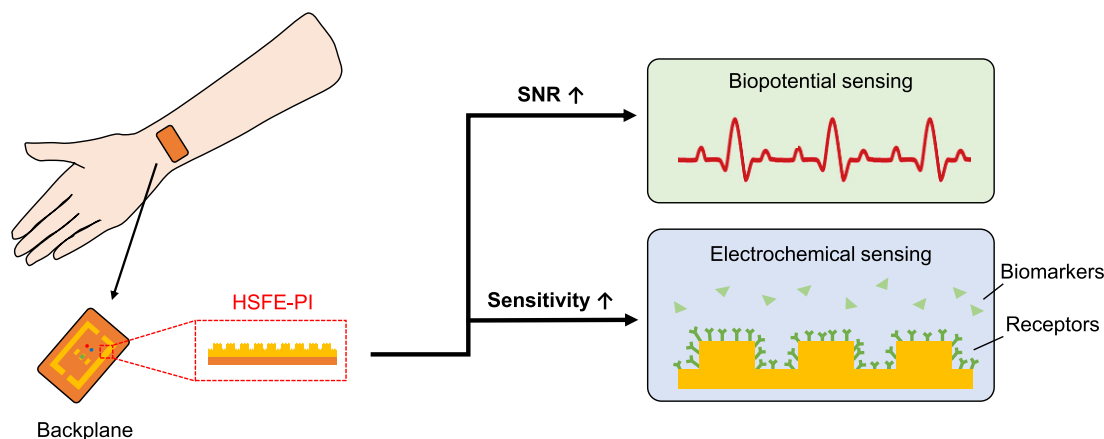 SNR ↑
Biopotential sensing
Electrochemical sensing
Biomarkers
Sensitivity ↑
Receptors
HSFE-PI
Backplane